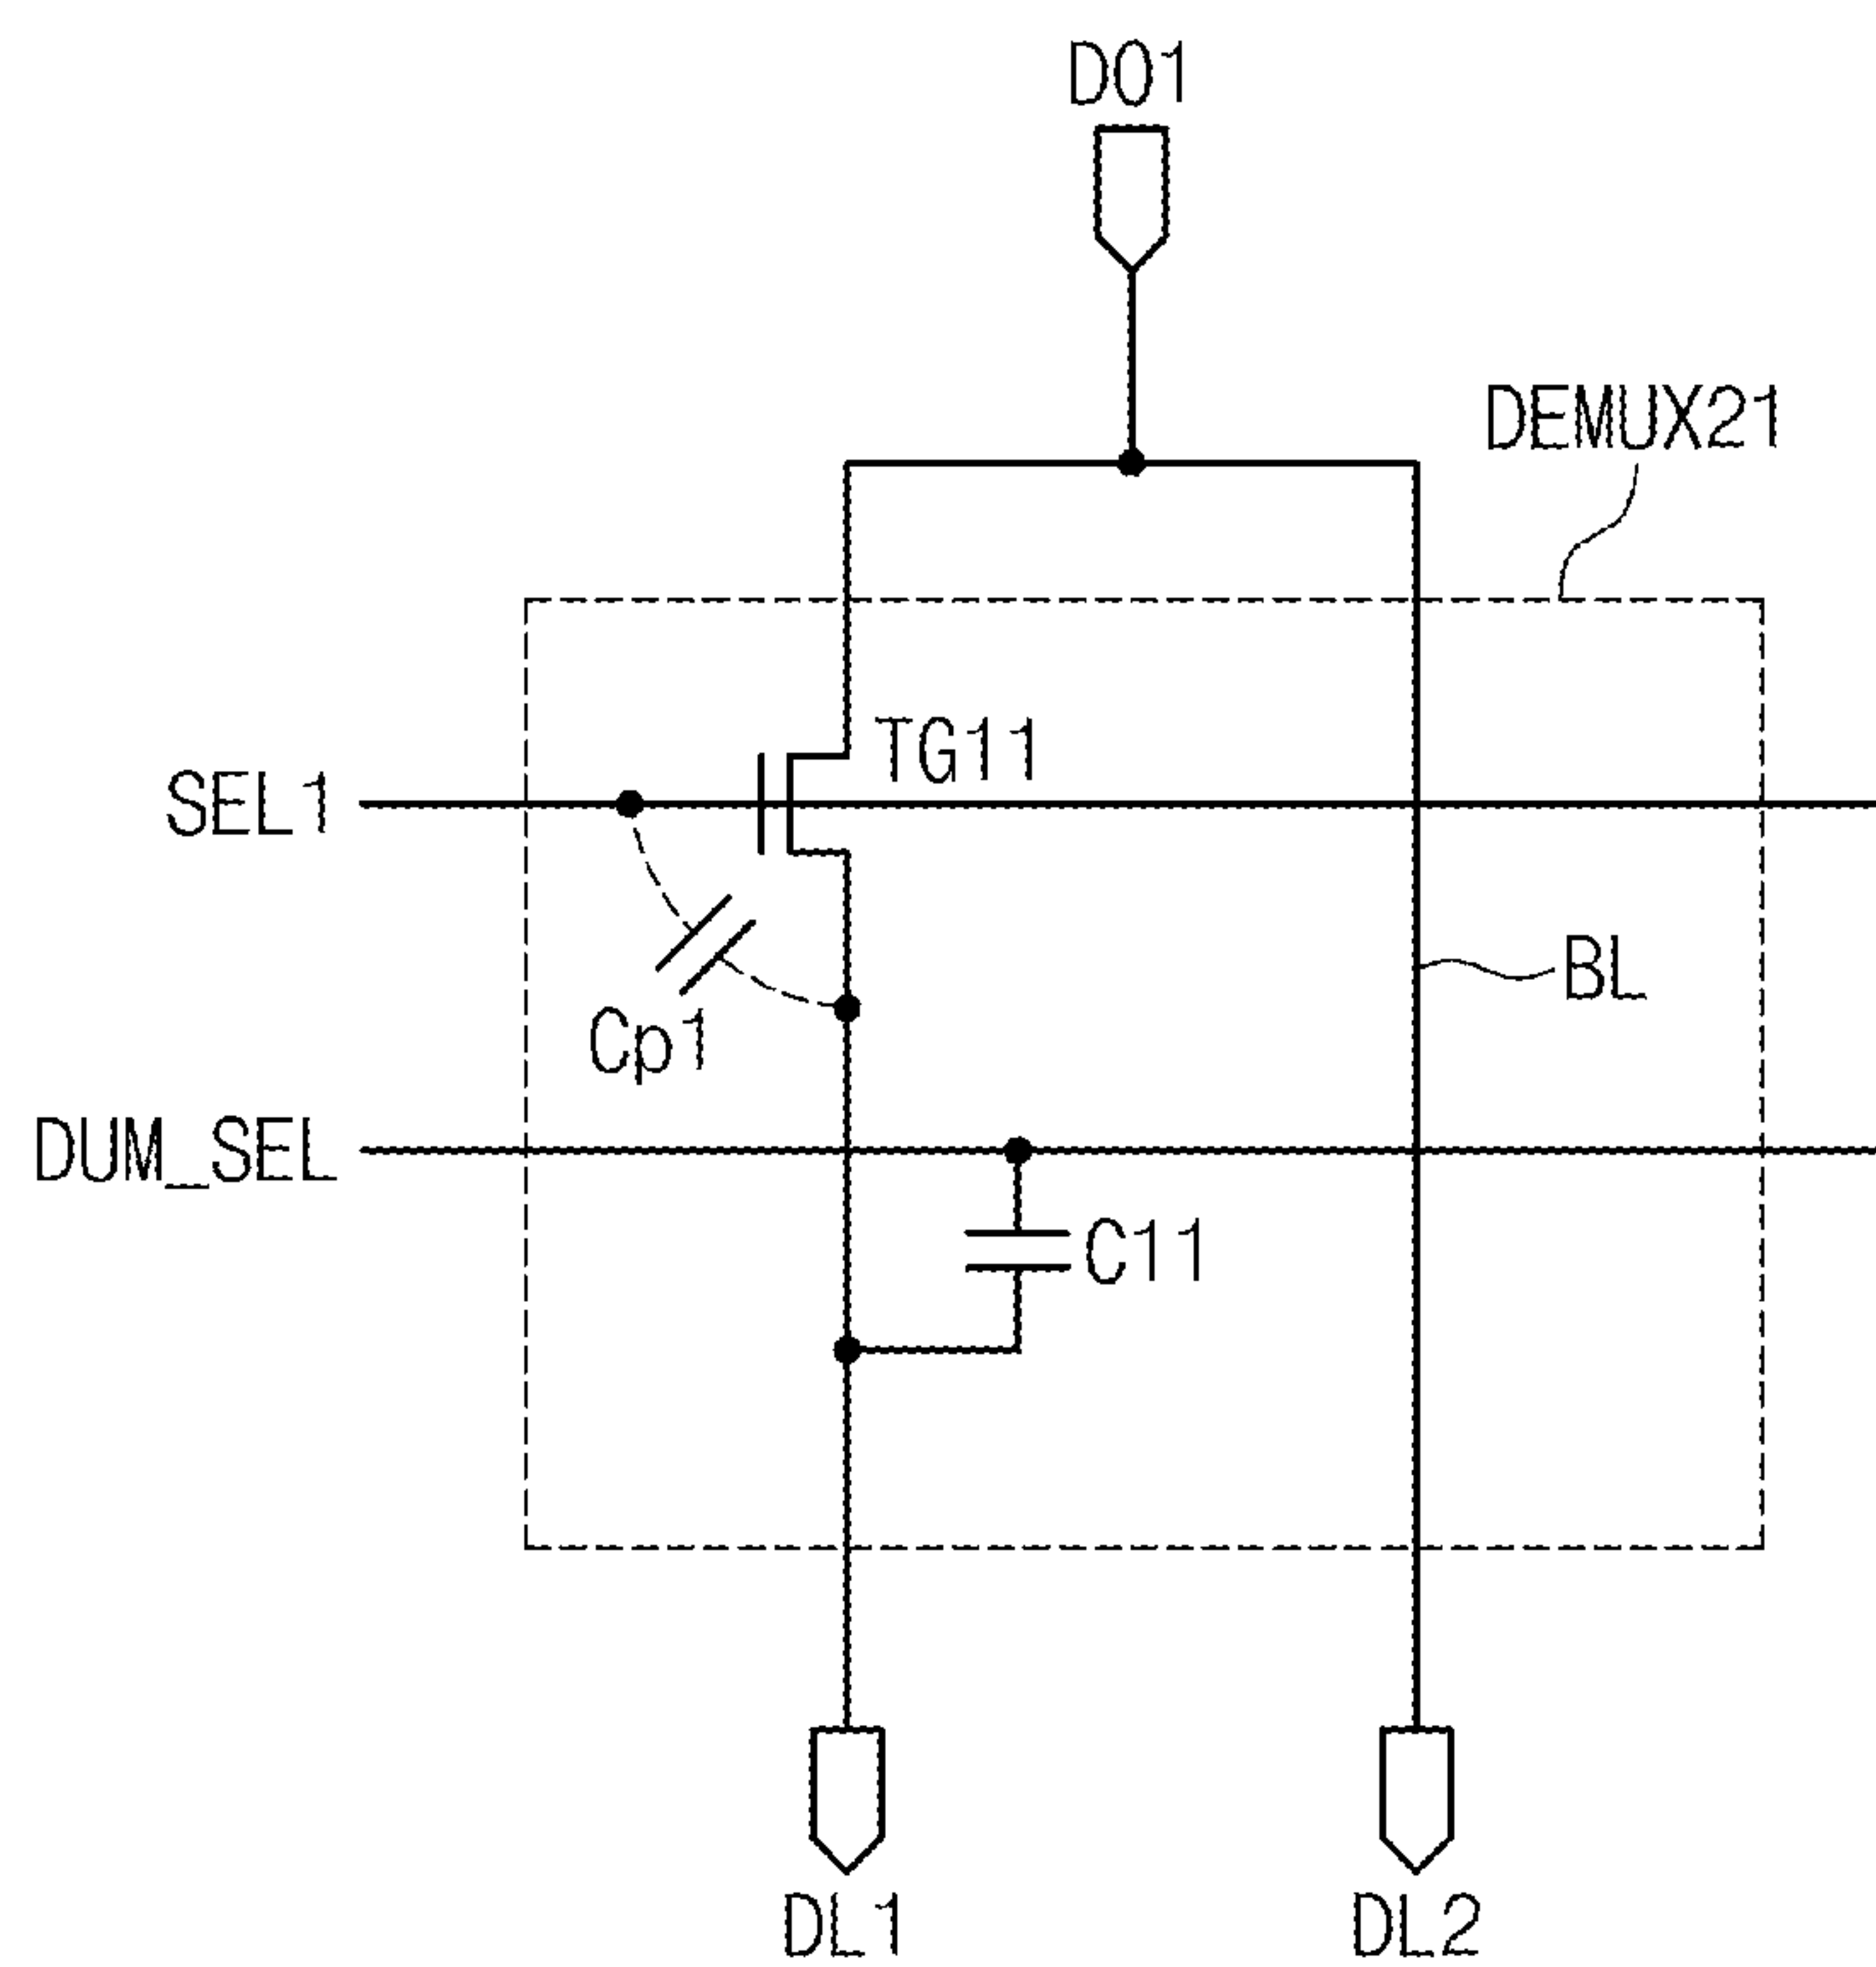 DO1
DEMUX21
TG11
SEL1
BL
Cp1
DUM_SEL
C11
DL1
DL2